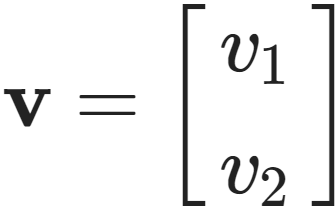 𝐯 = [ v₁
v₂ ]